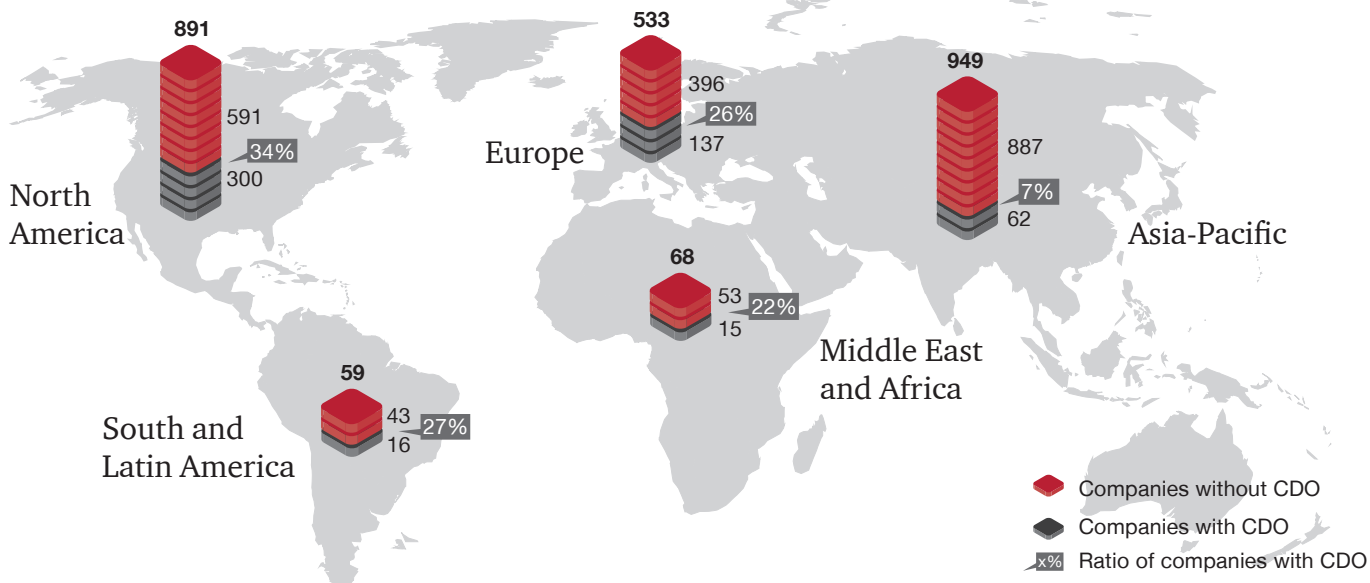 891
591
34%
300
North
America
533
396
26%
137
Europe
949
887
7%
62
Asia-Pacific
68
53
22%
15
Middle East
and Africa
59
43
27%
16
South and
Latin America
Companies without CDO
Companies with CDO
x% Ratio of companies with CDO